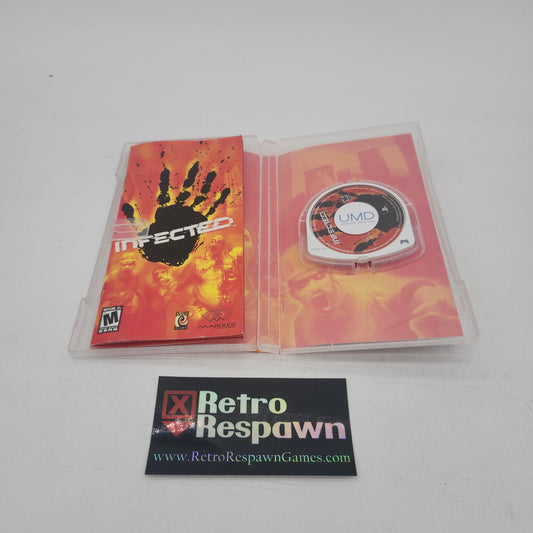 INFECTED
M
MAJESCO
UMD
INFECTED
Retro
Respawn
www.RetroRespawnGames.com